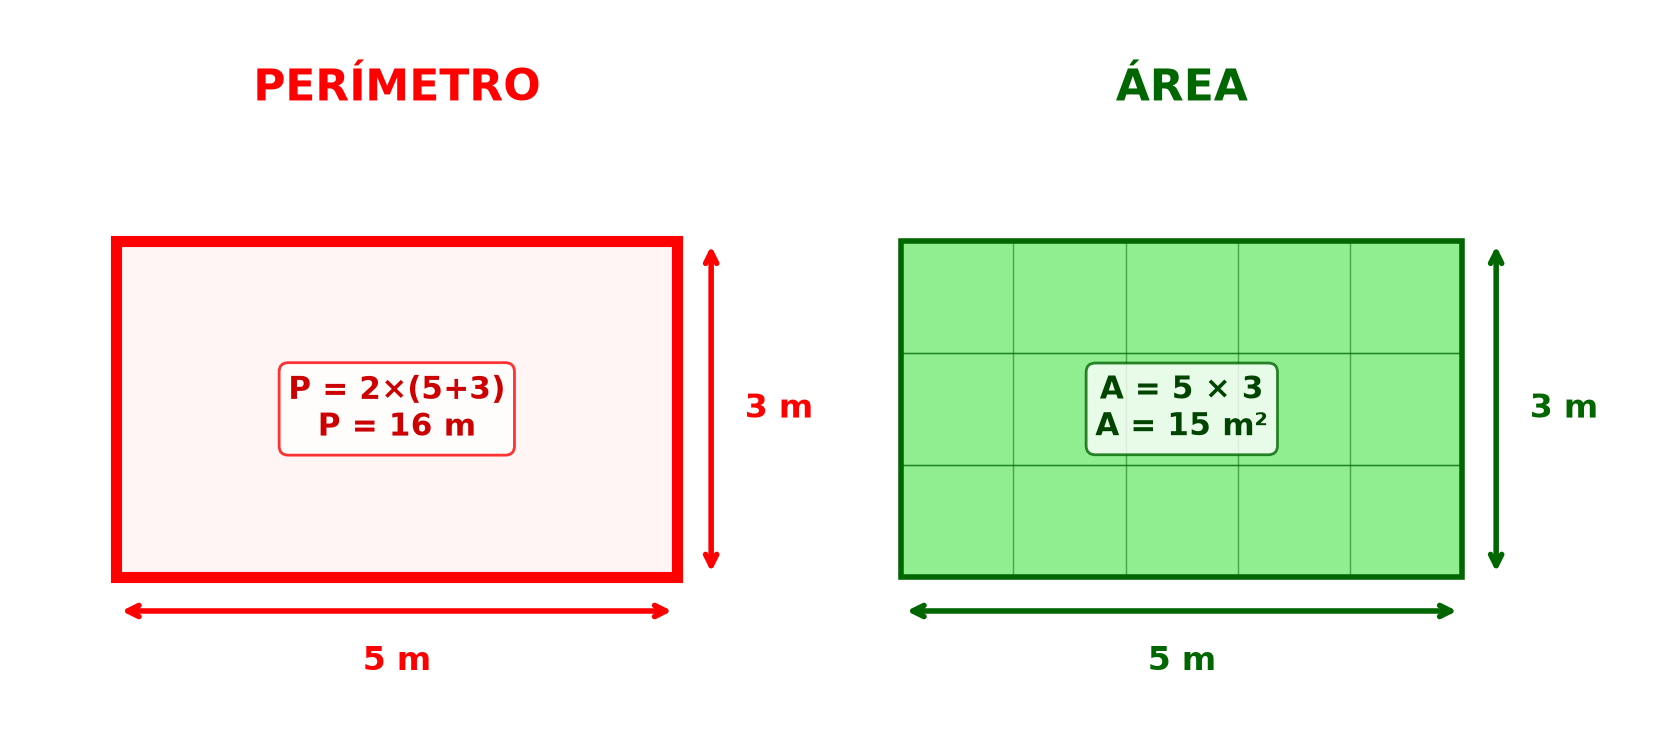 PERÍMETRO
P = 2×(5+3)
P = 16 m
3 m
5 m
ÁREA
A = 5 × 3
A = 15 m²
3 m
5 m